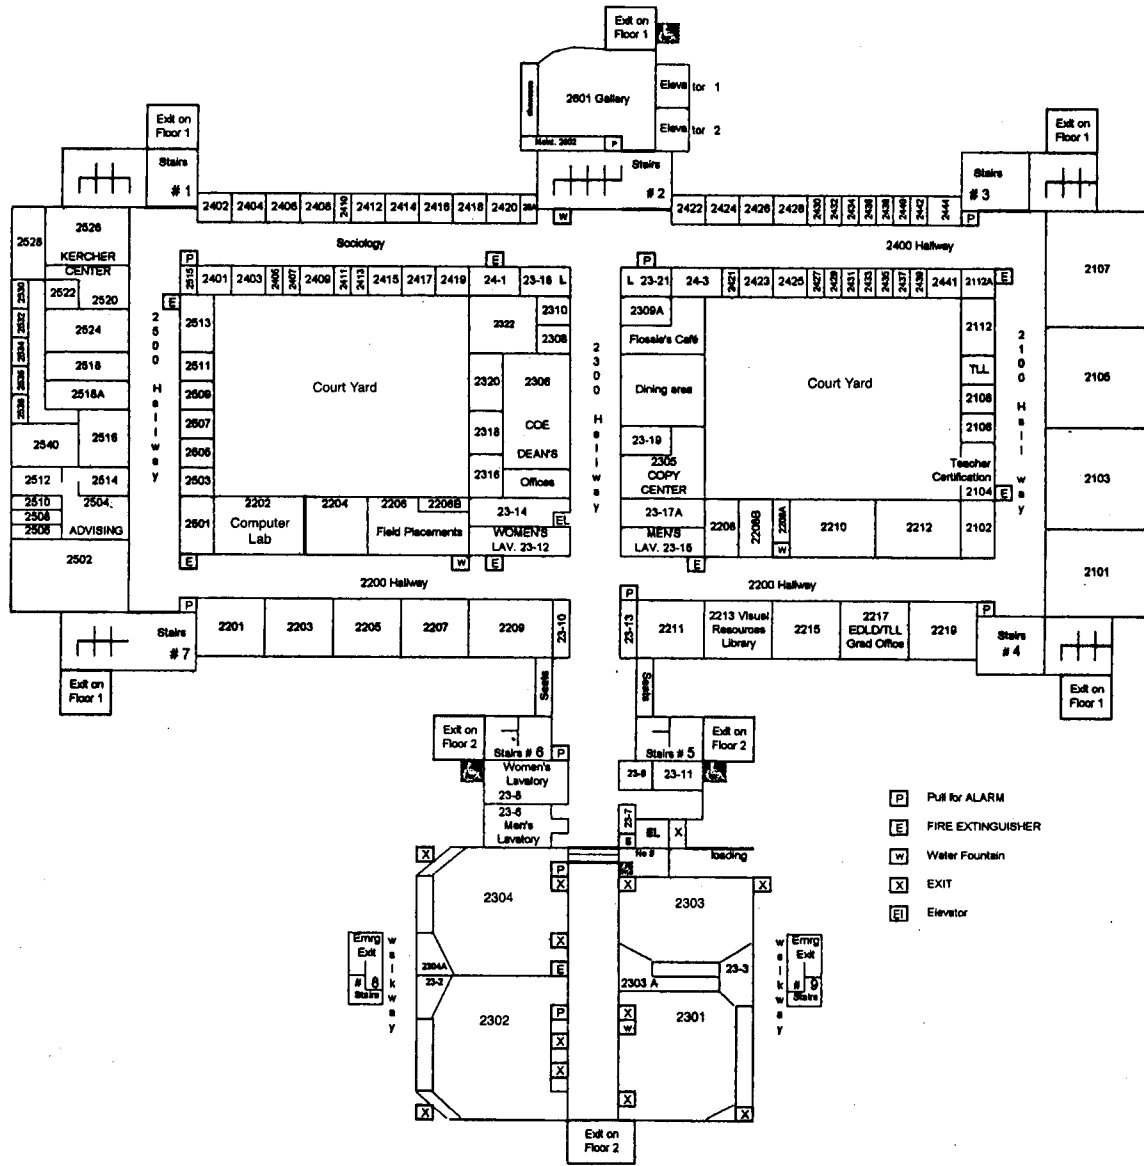 Exit on
Floor 1
2601 Gallery
Elevator 1
Elevator 2
Exit on
Floor 1
P
Exit on
Floor 1
Stairs
# 1
Stairs
# 2
Stairs
# 3
2402 2404 2406 2408 2410 2412 2414 2416 2418 2420
W
2422 2424 2426 2428 2430 2432 2434 2436 2438 2440 2442 2444
P
2528
2526
KERCHER
CENTER
Sociology
2400 Hallway
2107
P
E
P
2515 2401 2403 2405 2407 2409 2411 2413 2415 2417 2419 24-1 23-18 L
L 23-21 24-3 2421 2423 2425 2427 2429 2431 2433 2435 2437 2439 2441 2112A
E
2530
2522
2520
E
2532
2524
2513
2322
2310
2308
2309A
Flossie's Café
2112
2534
2518
2511
2320
2306
TLL
2105
2536
2518A
2509
Court Yard
Dining area
Court Yard
2108
2538
2500 Hallway
2300 Hallway
2100 Hall way
2516
2507
2318
COE
DEAN'S
Offices
23-19
2106
2540
2505
2316
2305
COPY
CENTER
Teacher
Certification
2104
E
2103
2512
2514
2503
2510
2504
2508
2506
ADVISING
2501
2202
Computer
Lab
2204
2206
2206B
Field Placements
23-14
EL
WOMEN'S
LAV. 23-12
23-17A
MEN'S
LAV. 23-15
2208
2208B
2208A
W
2210
2212
2102
2502
E
W
E
E
2101
2200 Hallway
2200 Hallway
P
P
P
Stairs
# 7
2201 2203 2205 2207 2209 23-10
23-13 2211
2213 Visual
Resources
Library
2215
2217
EDLD/TLL
Grad Office
2219
Stairs
# 4
Exit on
Floor 1
Seats
Seats
Exit on
Floor 1
Exit on
Floor 2
Stairs # 6
P
Stairs # 5
Exit on
Floor 2
Women's
Lavatory
23-8
23-9
23-11
23-6
Men's
Lavatory
23-7
EL
X
P Pull for ALARM
E FIRE EXTINGUISHER
W Water Fountain
X EXIT
El Elevator
No #
loading
X
P
X
X
X
2304
2303
Emrg
Exit
# 8
Stairs
walkway
X
E
2304A
23-2
2303 A
23-3
walkway
Emrg
Exit
# 9
Stairs
2302
P
X
X
X
W
2301
X
X
X
Exit on
Floor 2